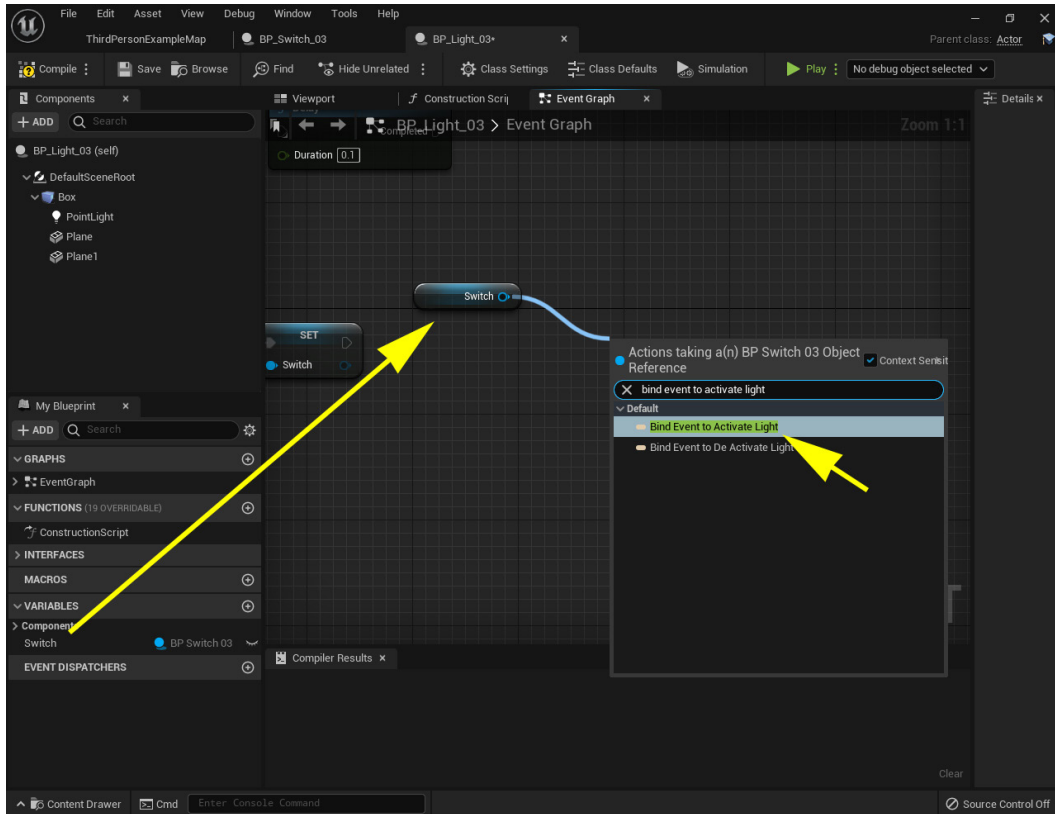 File Edit Asset View Debug Window Tools Help
ThirdPersonExampleMap BP_Switch_03 BP_Light_03* Parent class: Actor
Compile Save Browse Find Hide Unrelated Class Settings Class Defaults Simulation Play No debug object selected
Components Viewport Construction Scrip Event Graph Details
+ ADD Search
BP_Light_03 > Event Graph Zoom 1:1
Completed
BP_Light_03 (self)
Duration 0.1
DefaultSceneRoot
Box
PointLight
Plane
Plane1
Switch
SET
Switch
Actions taking a(n) BP Switch 03 Object
Reference
Context Sensit
bind event to activate light
Default
Bind Event to Activate Light
Bind Event to De Activate Light
My Blueprint
+ ADD Search
GRAPHS
EventGraph
FUNCTIONS (19 OVERRIDABLE)
ConstructionScript
INTERFACES
MACROS
VARIABLES
Component
Switch BP Switch 03
EVENT DISPATCHERS
Compiler Results
Clear
Content Drawer Cmd Enter Console Command Source Control Off